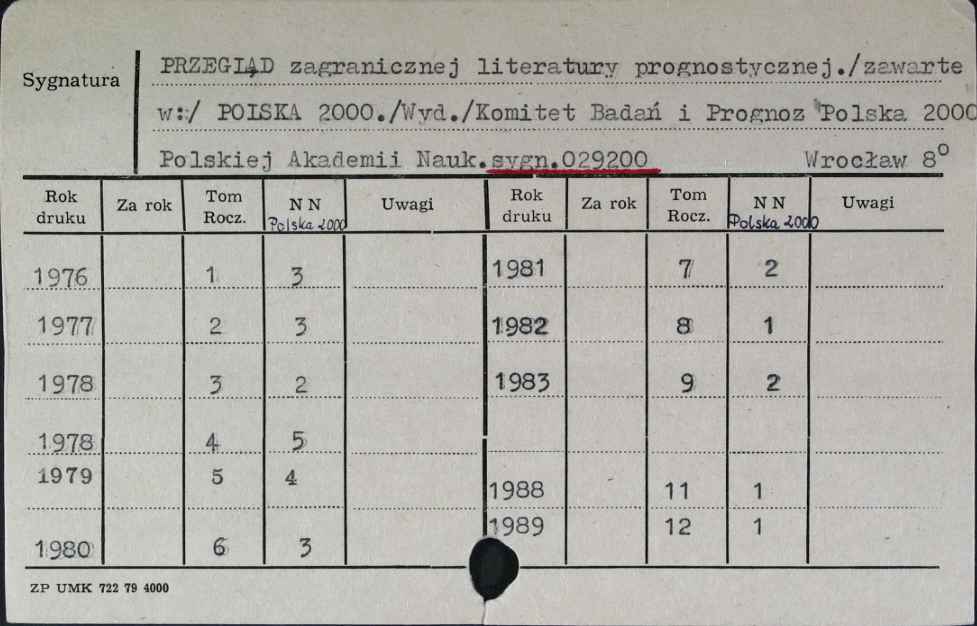 Sygnatura
PRZEGLĄD zagranicznej literatury prognostycznej./zawarte
w:/ POLSKA 2000./Wyd./Komitet Badań i Prognoz Polska 2000
Polskiej Akademii Nauk.sygn.029200 Wrocław 8°
Rok druku Za rok Tom Rocz. N N Polska 2000 Uwagi Rok druku Za rok Tom Rocz. N N Polska 2000 Uwagi
1976 1 3 1981 7 2
1977 2 3 1982 8 1
1978 3 2 1983 9 2
1978 4 5
1979 5 4 1988 11 1
1980 6 3 1989 12 1
ZP UMK 722 79 4000